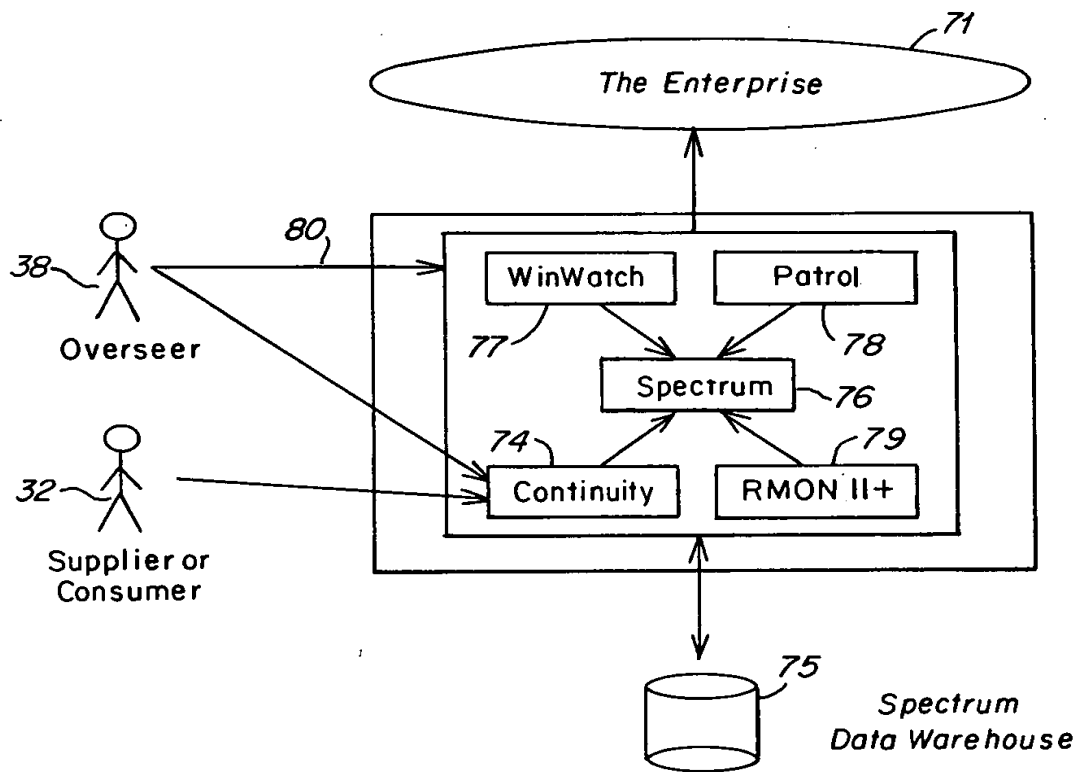 71
The Enterprise
80
38
Overseer
WinWatch
Patrol
77
78
Spectrum
76
74
79
32
Continuity
RMON II+
Supplier or
Consumer
75
Spectrum
Data Warehouse